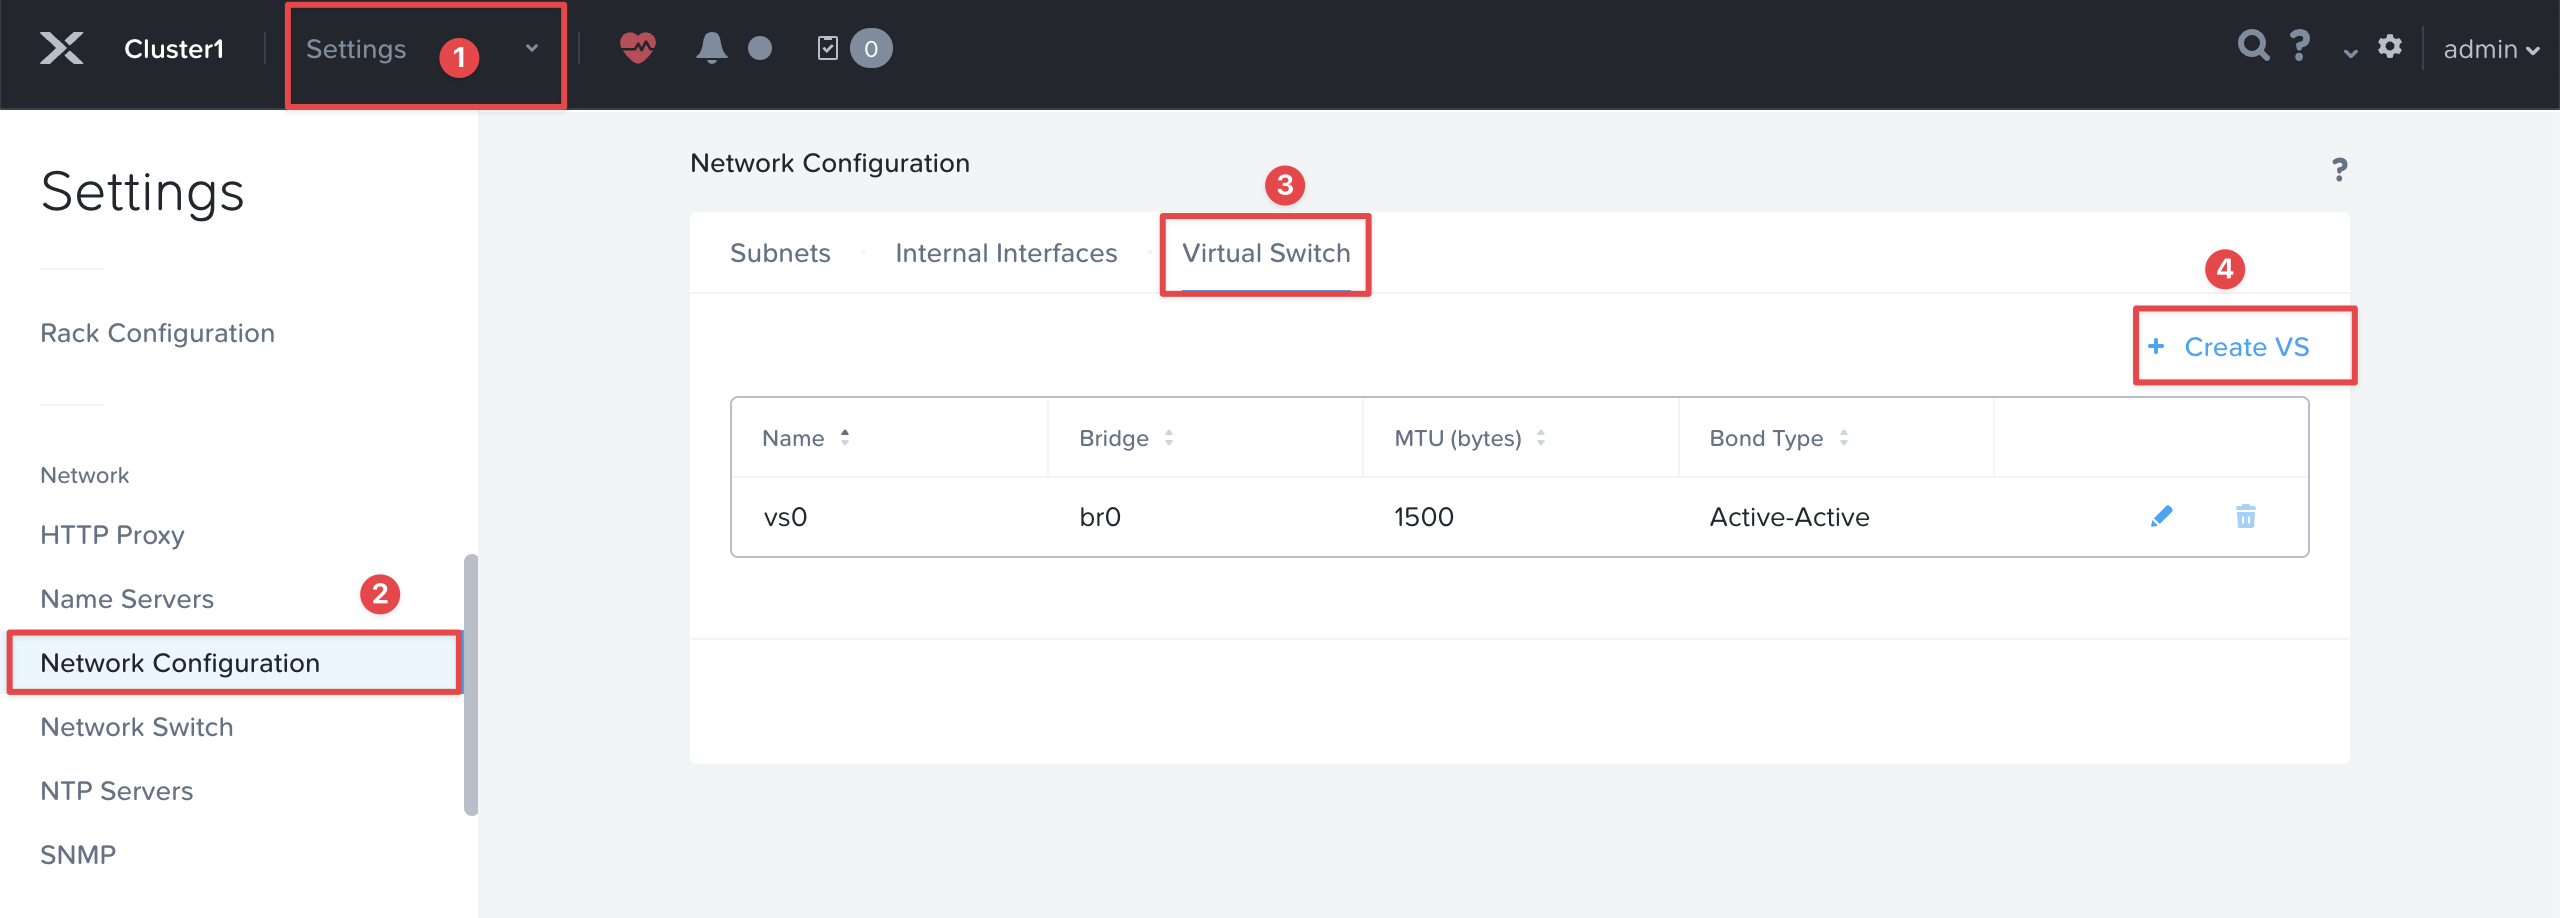 Cluster1
Settings
1
0
?
admin
Settings
Rack Configuration
Network
HTTP Proxy
Name Servers
2
Network Configuration
Network Switch
NTP Servers
SNMP
Network Configuration
?
3
Subnets · Internal Interfaces · Virtual Switch
4
+ Create VS
Name Bridge MTU (bytes) Bond Type
vs0 br0 1500 Active-Active